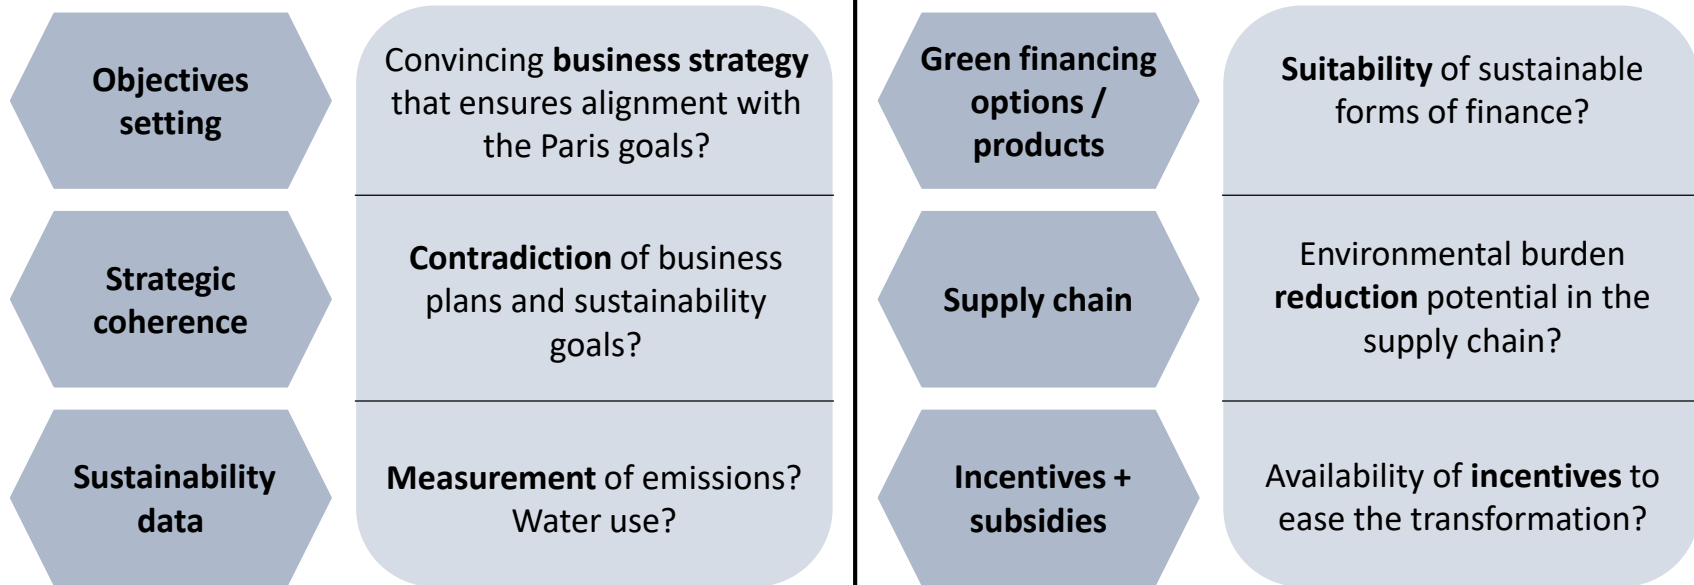 Objectives
setting
Convincing business strategy
that ensures alignment with
the Paris goals?
Strategic
coherence
Contradiction of business
plans and sustainability
goals?
Sustainability
data
Measurement of emissions?
Water use?
Green financing
options /
products
Suitability of sustainable
forms of finance?
Supply chain
Environmental burden
reduction potential in the
supply chain?
Incentives +
subsidies
Availability of incentives to
ease the transformation?